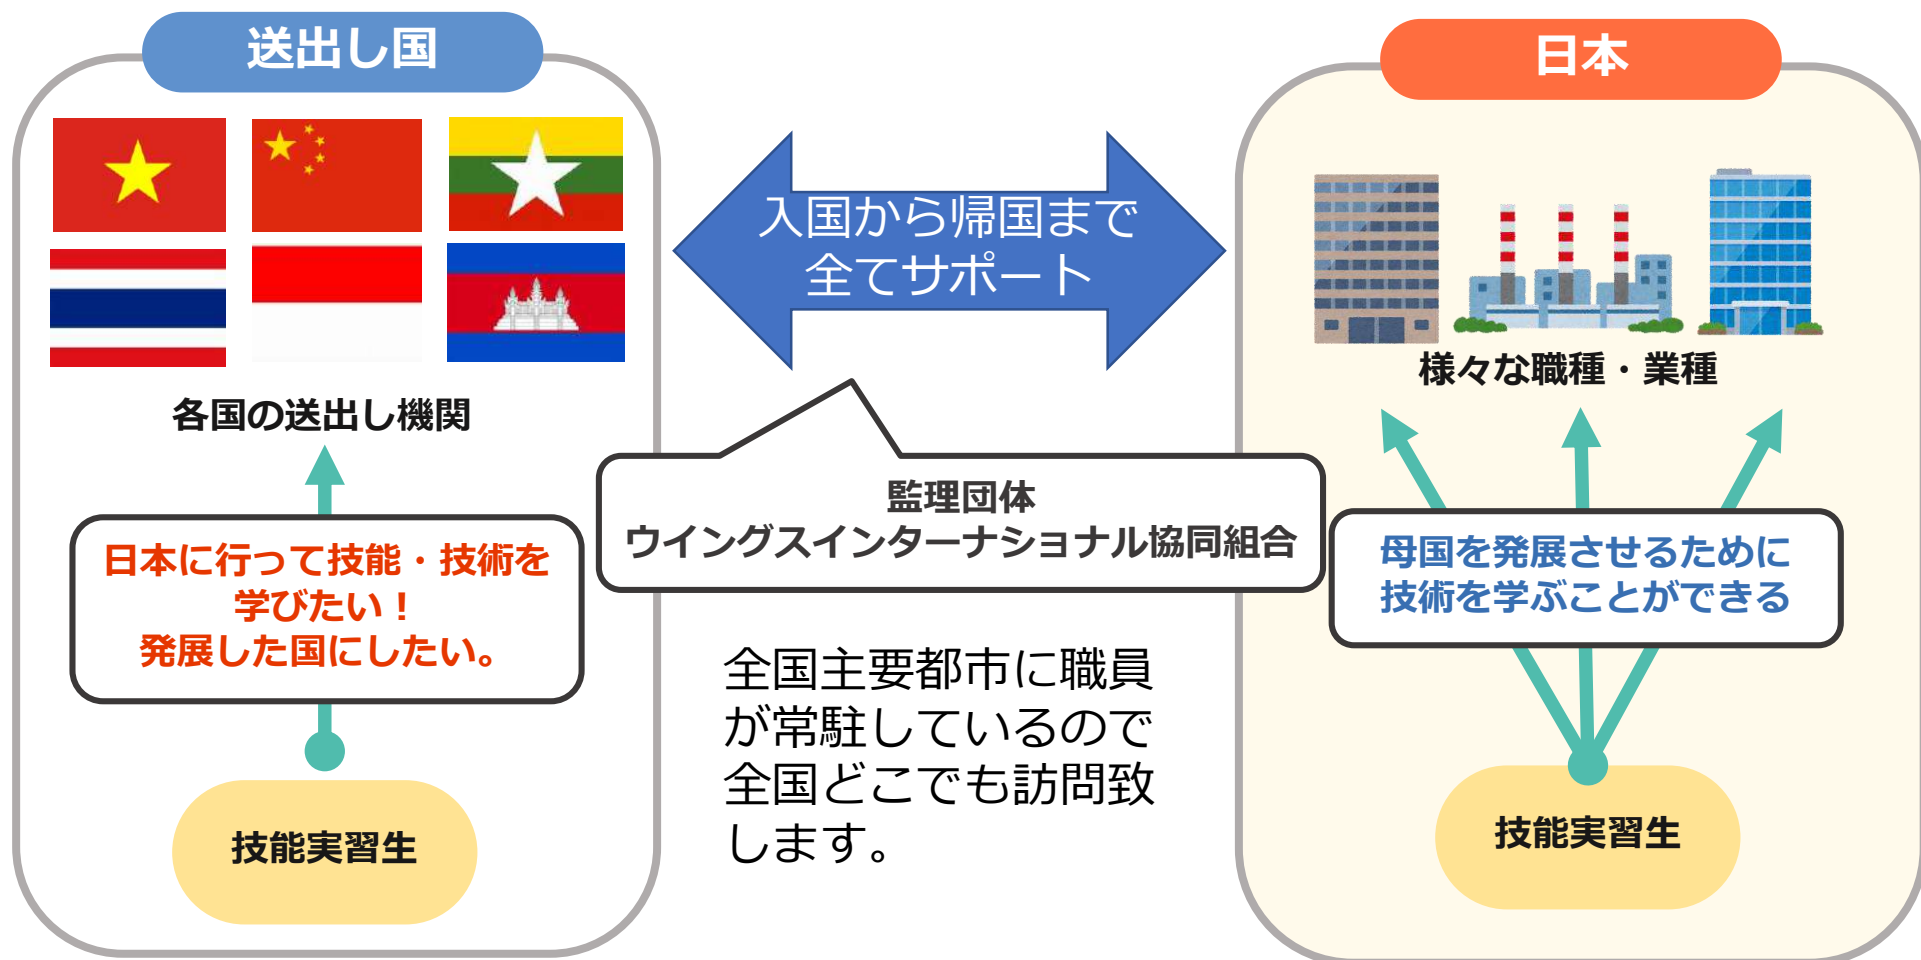 送出し国
各国の送出し機関
日本に行って技能・技術を
学びたい！
発展した国にしたい。
技能実習生
入国から帰国まで
全てサポート
監理団体
ウイングスインターナショナル協同組合
全国主要都市に職員
が常駐しているので
全国どこでも訪問致
します。
日本
様々な職種・業種
母国を発展させるために
技術を学ぶことができる
技能実習生